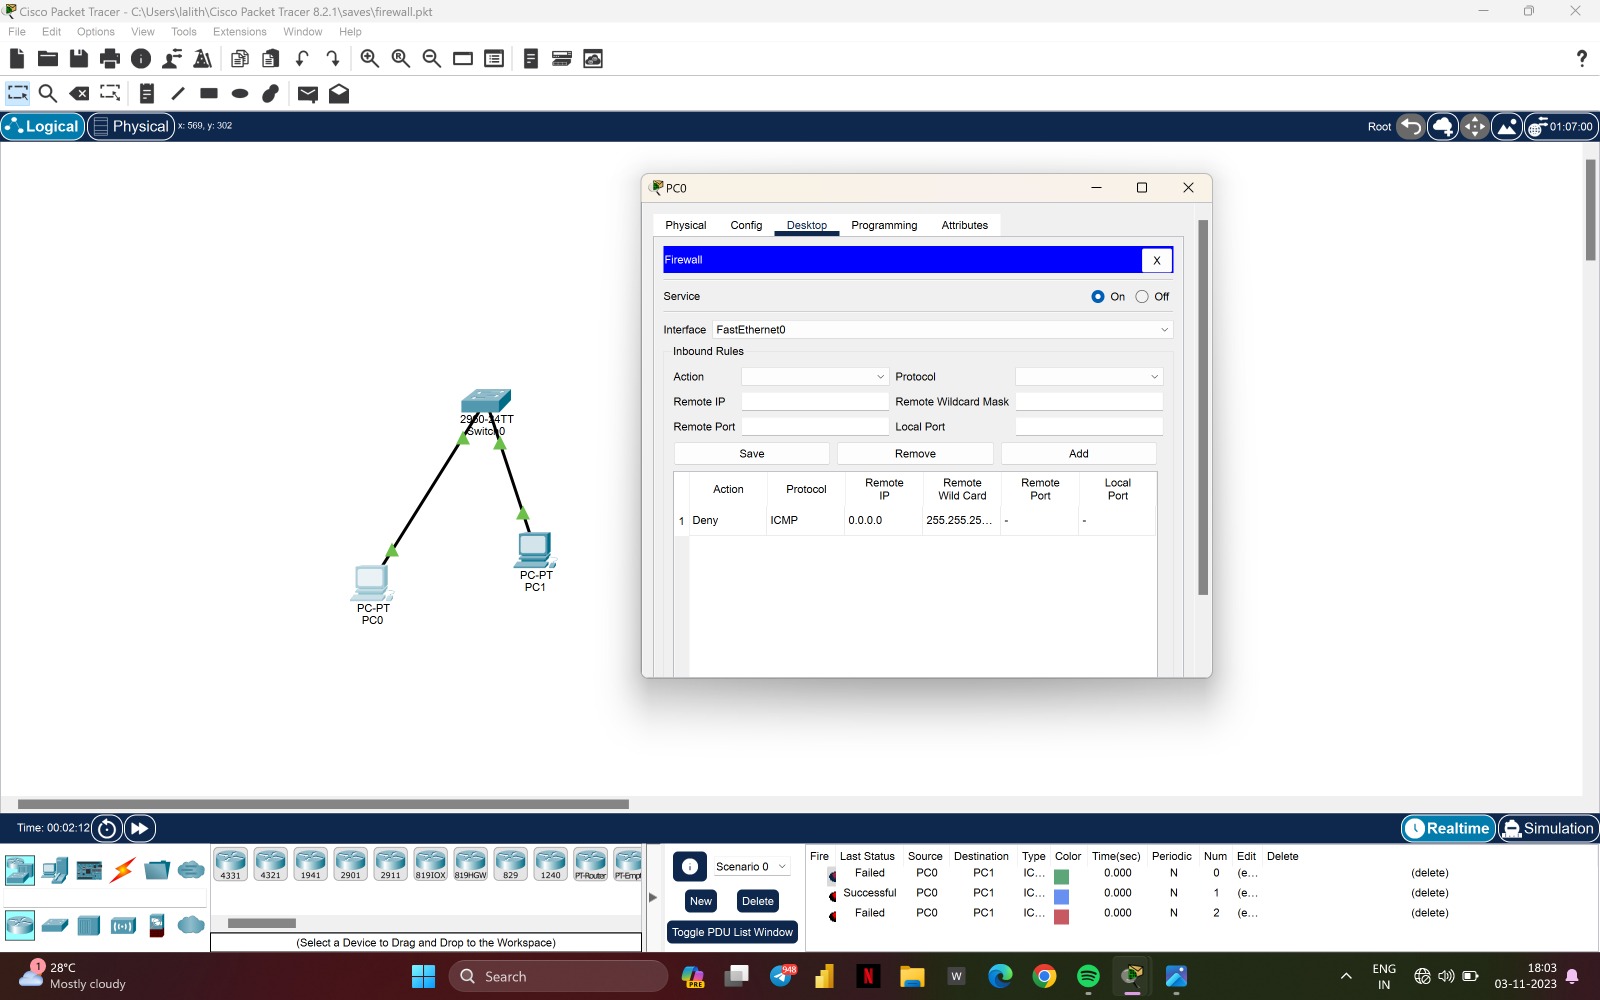 Cisco Packet Tracer - C:\Users\lalith\Cisco Packet Tracer 8.2.1\saves\firewall.pkt
File Edit Options View Tools Extensions Window Help
?
Logical Physical x: 569, y: 302 Root 01:07:00
PC0
Physical Config Desktop Programming Attributes
Firewall X
Service On Off
Interface FastEthernet0
Inbound Rules
Action Protocol
Remote IP Remote Wildcard Mask
Remote Port Local Port
Save Remove Add
Action Protocol Remote IP Remote Wild Card Remote Port Local Port
1 Deny ICMP 0.0.0.0 255.255.25... - -
2960-24TT
Switch0
PC-PT
PC1
PC-PT
PC0
Time: 00:02:12 Realtime Simulation
4331 4321 1941 2901 2911 819IOX 819HGW 829 1240 PT-Router PT-Empt
(Select a Device to Drag and Drop to the Workspace)
Scenario 0
New Delete
Toggle PDU List Window
Fire Last Status Source Destination Type Color Time(sec) Periodic Num Edit Delete
Failed PC0 PC1 IC... 0.000 N 0 (e... (delete)
Successful PC0 PC1 IC... 0.000 N 1 (e... (delete)
Failed PC0 PC1 IC... 0.000 N 2 (e... (delete)
1 28°C
Mostly cloudy
Search
PRE
948
N
W
ENG
IN
18:03
03-11-2023